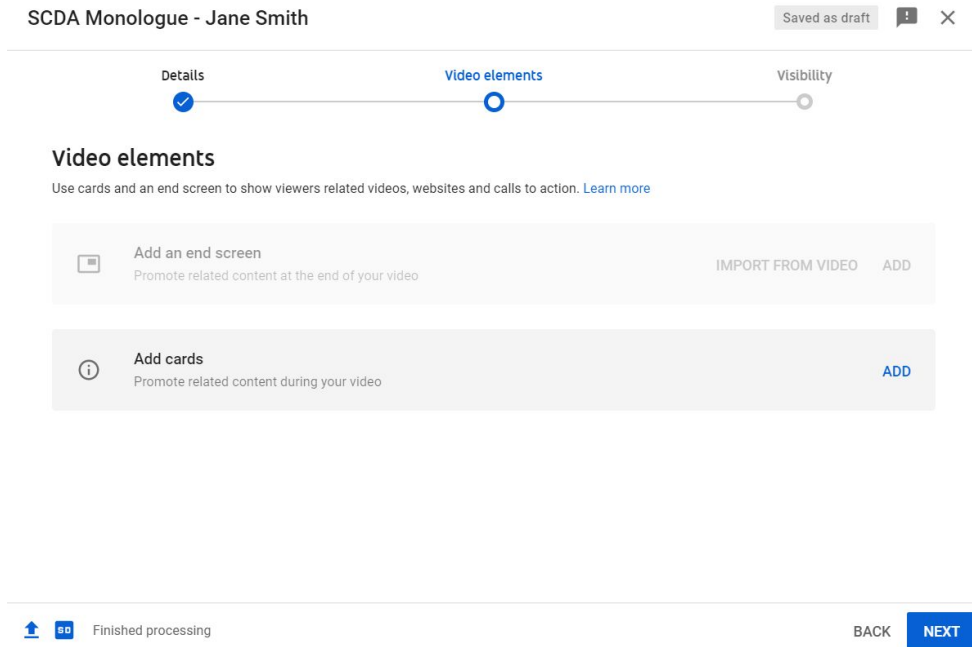 SCDA Monologue - Jane Smith
Saved as draft
Details
Video elements
Visibility
Video elements
Use cards and an end screen to show viewers related videos, websites and calls to action. Learn more
Add an end screen
Promote related content at the end of your video
IMPORT FROM VIDEO
ADD
Add cards
Promote related content during your video
ADD
SD
Finished processing
BACK
NEXT